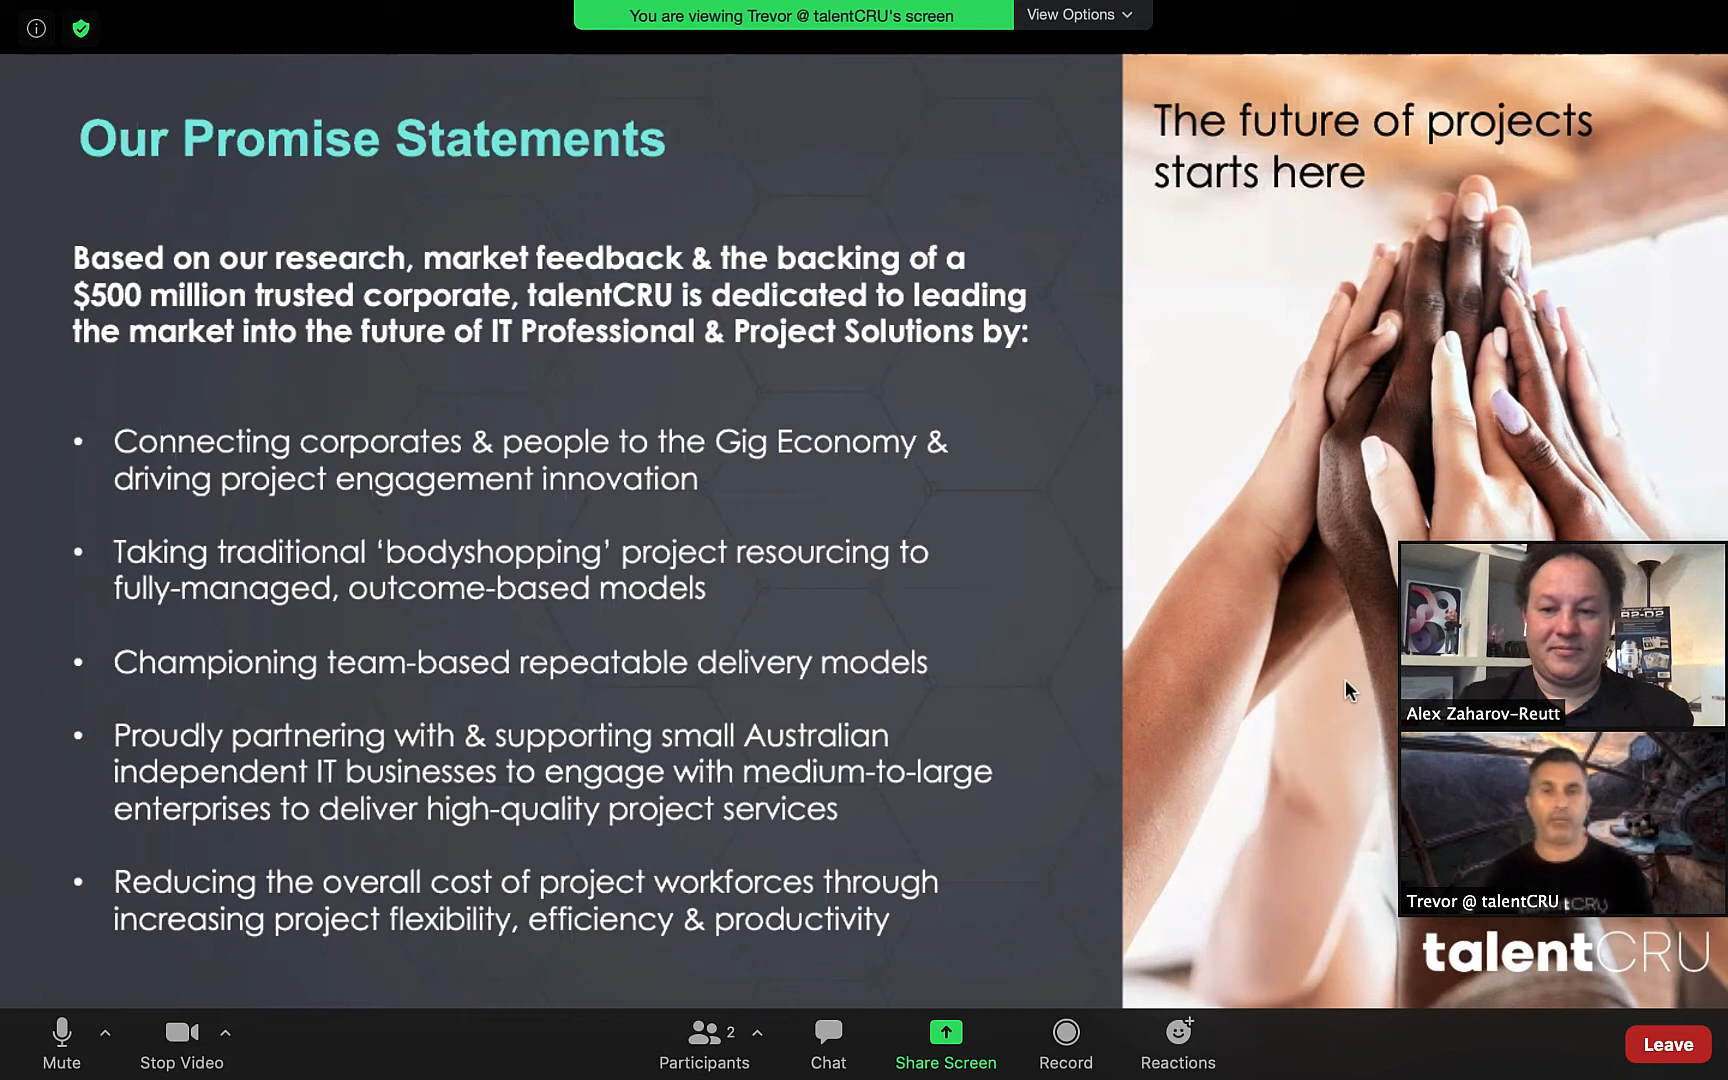 You are viewing Trevor @ talentCRU's screen
View Options
Our Promise Statements
The future of projects
starts here
Based on our research, market feedback & the backing of a
$500 million trusted corporate, talentCRU is dedicated to leading
the market into the future of IT Professional & Project Solutions by:
• Connecting corporates & people to the Gig Economy &
driving project engagement innovation
• Taking traditional ‘bodyshopping’ project resourcing to
fully-managed, outcome-based models
• Championing team-based repeatable delivery models
• Proudly partnering with & supporting small Australian
independent IT businesses to engage with medium-to-large
enterprises to deliver high-quality project services
• Reducing the overall cost of project workforces through
increasing project flexibility, efficiency & productivity
R2-D2
Alex Zaharov-Reutt
Trevor @ talentCRU
talentCRU
Mute
Stop Video
2
Participants
Chat
Share Screen
Record
Reactions
Leave